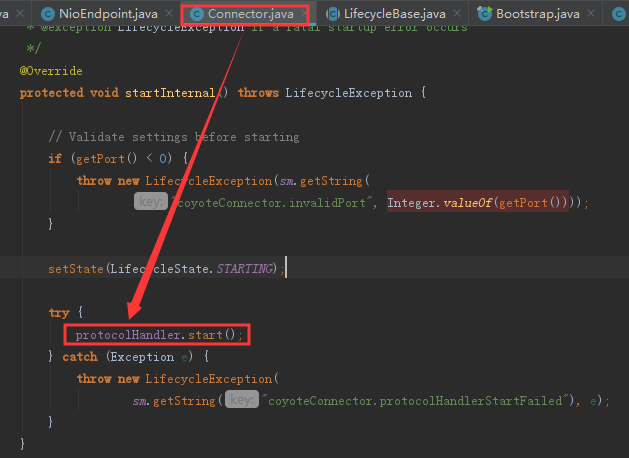 va × NioEndpoint.java × Connector.java × LifecycleBase.java × Bootstrap.java ×
* @exception LifecycleException if a fatal startup error occurs
*/
@Override
protected void startInternal() throws LifecycleException {
// Validate settings before starting
if (getPort() < 0) {
throw new LifecycleException(sm.getString(
key: "coyoteConnector.invalidPort", Integer.valueOf(getPort())));
}
setState(LifecycleState.STARTING);
try {
protocolHandler.start();
} catch (Exception e) {
throw new LifecycleException(
sm.getString( key: "coyoteConnector.protocolHandlerStartFailed"), e);
}
}